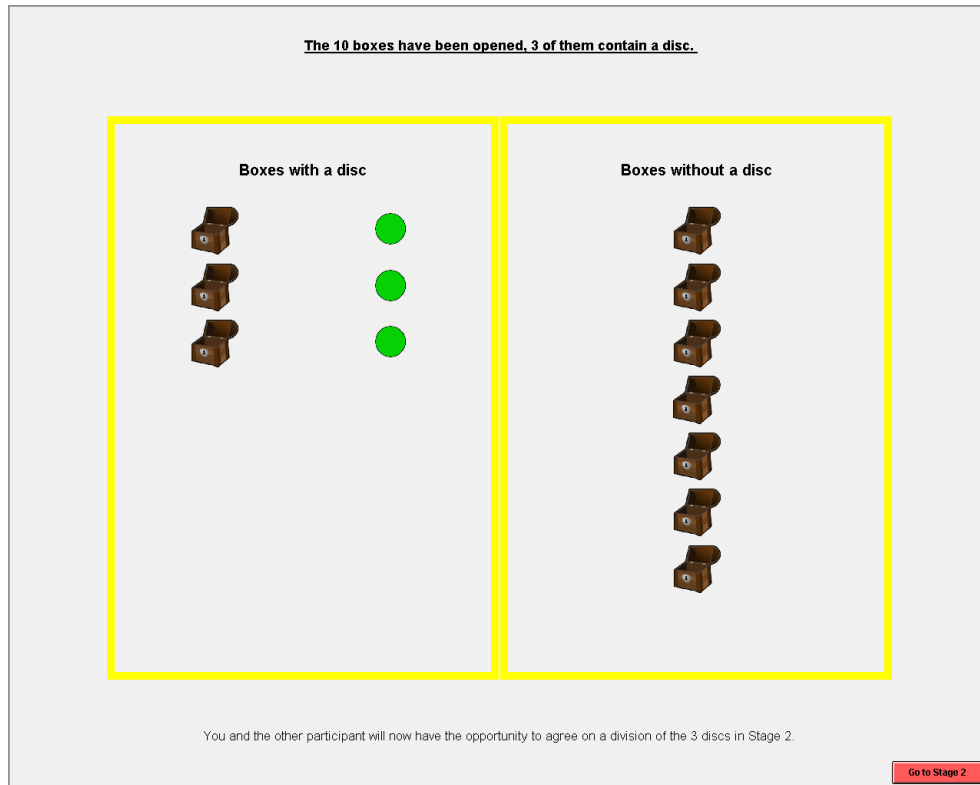 The 10 boxes have been opened, 3 of them contain a disc.
Boxes with a disc
Boxes without a disc
You and the other participant will now have the opportunity to agree on a division of the 3 discs in Stage 2.
Go to Stage 2